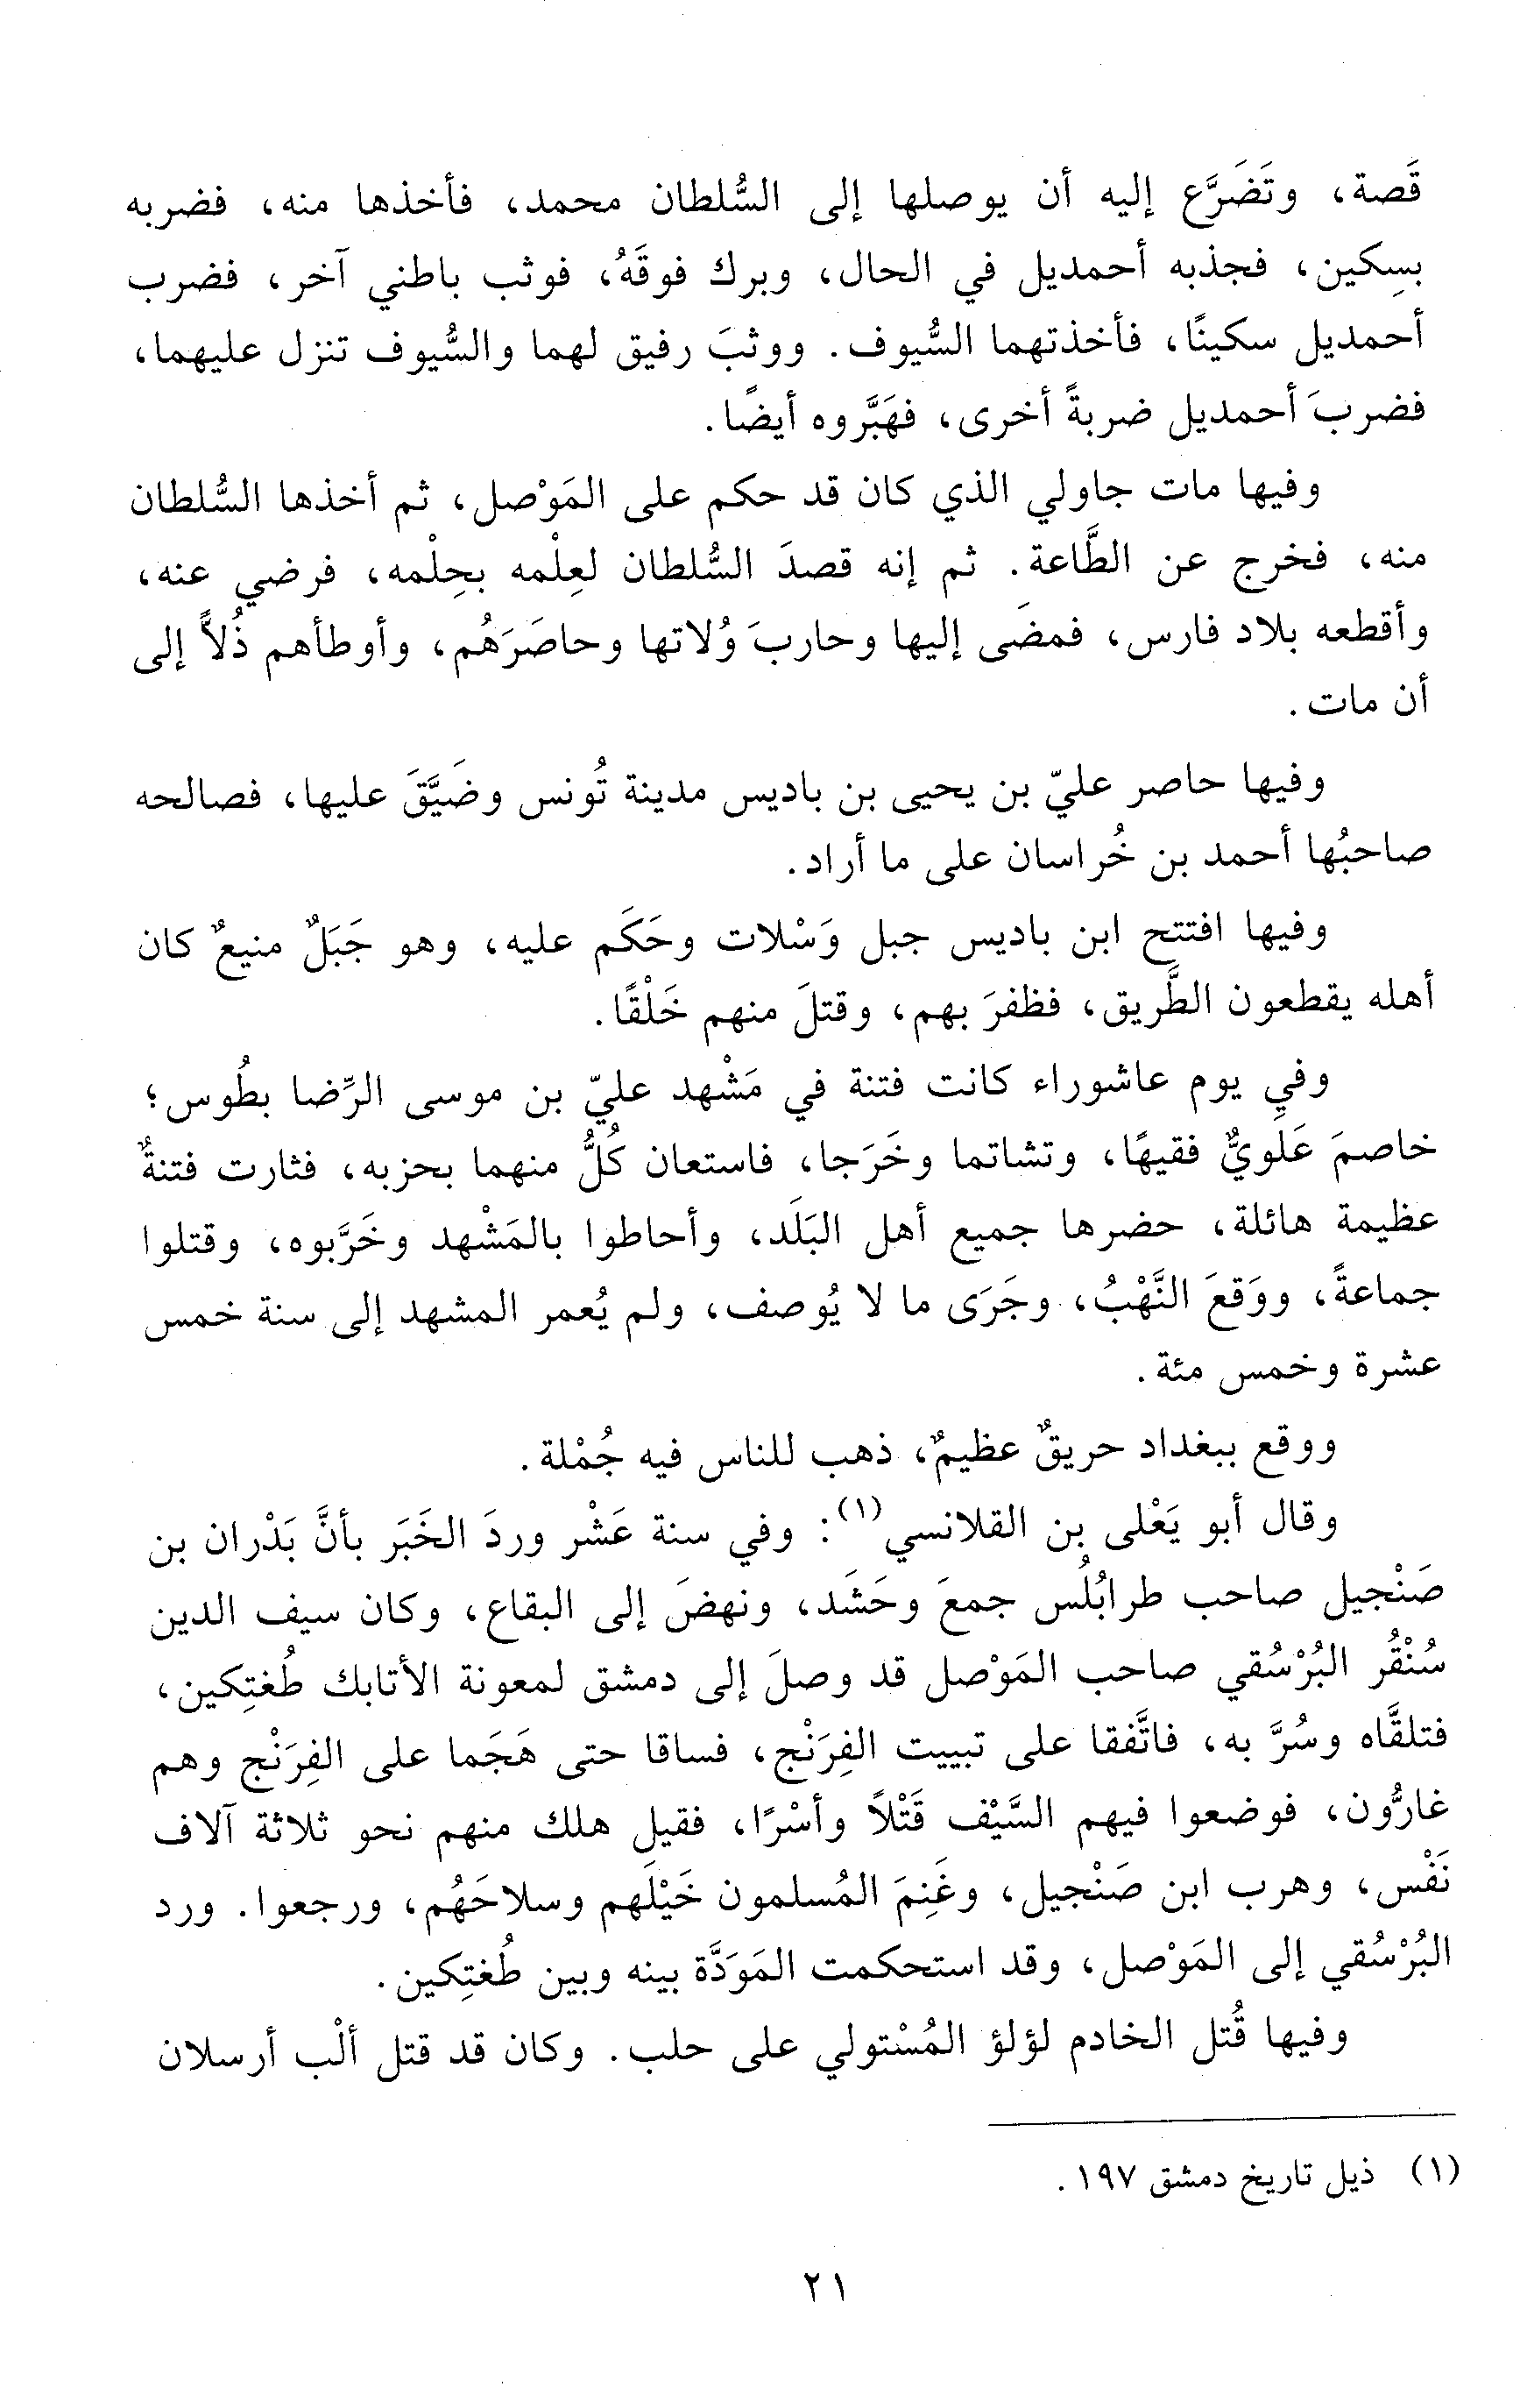 قَصة، وتَضَرَّع إليه أن يوصلها إلى السُّلطان محمد، فأخذها منه، فضربه
بسِكين، فجذبه أحمديل في الحال، وبرك فوقَهُ، فوثب باطني آخر، فضرب
أحمديل سكينًا، فأخذتهما السُّيوف. ووثبَ رفيق لهما والسُّيوف تنزل عليهما،
فضربَ أحمديل ضربةً أخرى، فهَبَّروه أيضًا.
وفيها مات جاولي الذي كان قد حكم على المَوْصل، ثم أخذها السُّلطان
منه، فخرج عن الطَّاعة. ثم إنه قصدَ السُّلطان لعِلْمه بحِلْمه، فرضي عنه،
وأقطعه بلاد فارس، فمضَى إليها وحاربَ وُلاتها وحاصَرَهُم، وأوطأهم ذُلاًّ إلى
أن مات.
وفيها حاصر عليّ بن يحيى بن باديس مدينة تُونس وضَيَّقَ عليها، فصالحه
صاحبُها أحمد بن خُراسان على ما أراد.
وفيها افتتح ابن باديس جبل وَسْلات وحَكَم عليه، وهو جَبَلٌ منيعٌ كان
أهله يقطعون الطَّريق، فظفرَ بهم، وقتلَ منهم خَلْقًا.
وفي يوم عاشوراء كانت فتنة في مَشْهد عليّ بن موسى الرِّضا بطُوس؛
خاصمَ عَلَويٌّ فقيهًا، وتشاتما وخَرَجا، فاستعان كُلٌّ منهما بحزبه، فثارت فتنةٌ
عظيمة هائلة، حضرها جميع أهل البَلَد، وأحاطوا بالمَشْهد وخَرَّبوه، وقتلوا
جماعةً، ووَقعَ النَّهْبُ، وجَرَى ما لا يُوصف، ولم يُعمر المشهد إلى سنة خمس
عشرة وخمس مئة.
ووقع ببغداد حريقٌ عظيمٌ، ذهب للناس فيه جُمْلة.
وقال أبو يَعْلى بن القلانسي(١): وفي سنة عَشْر وردَ الخَبَر بأنَّ بَدْران بن
صَنْجيل صاحب طرابُلُس جمعَ وحَشَد، ونهضَ إلى البقاع، وكان سيف الدين
سُنْقُر البُرْسُقي صاحب المَوْصل قد وصلَ إلى دمشق لمعونة الأتابك طُغتِكين،
فتلقَّاه وسُرَّ به، فاتَّفقا على تبييت الفِرَنْج، فساقا حتى هَجَما على الفِرَنْج وهم
غارُّون، فوضعوا فيهم السَّيْف قَتْلاً وأسْرًا، فقيل هلك منهم نحو ثلاثة آلاف
نَفْس، وهرب ابن صَنْجيل، وغَنِمَ المُسلمون خَيْلَهم وسلاحَهُم، ورجعوا. ورد
البُرْسُقي إلى المَوْصل، وقد استحكمت المَوَدَّة بينه وبين طُغتِكين.
وفيها قُتل الخادم لؤلؤ المُسْتولي على حلب. وكان قد قتل ألْب أرسلان
(١) ذيل تاريخ دمشق ١٩٧.
٢١